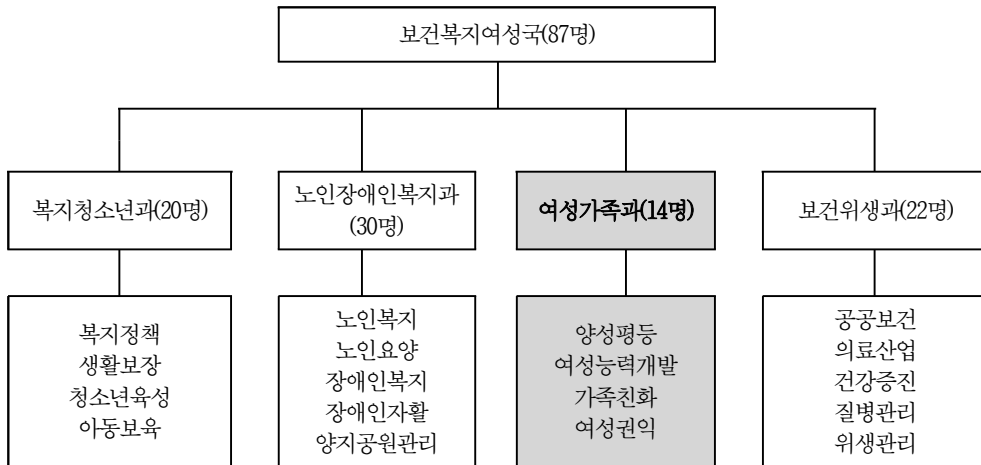 보건복지여성국(87명)
복지청소년과(20명)
노인장애인복지과
(30명)
여성가족과(14명)
보건위생과(22명)
복지정책
생활보장
청소년육성
아동보육
노인복지
노인요양
장애인복지
장애인자활
양지공원관리
양성평등
여성능력개발
가족친화
여성권익
공공보건
의료산업
건강증진
질병관리
위생관리